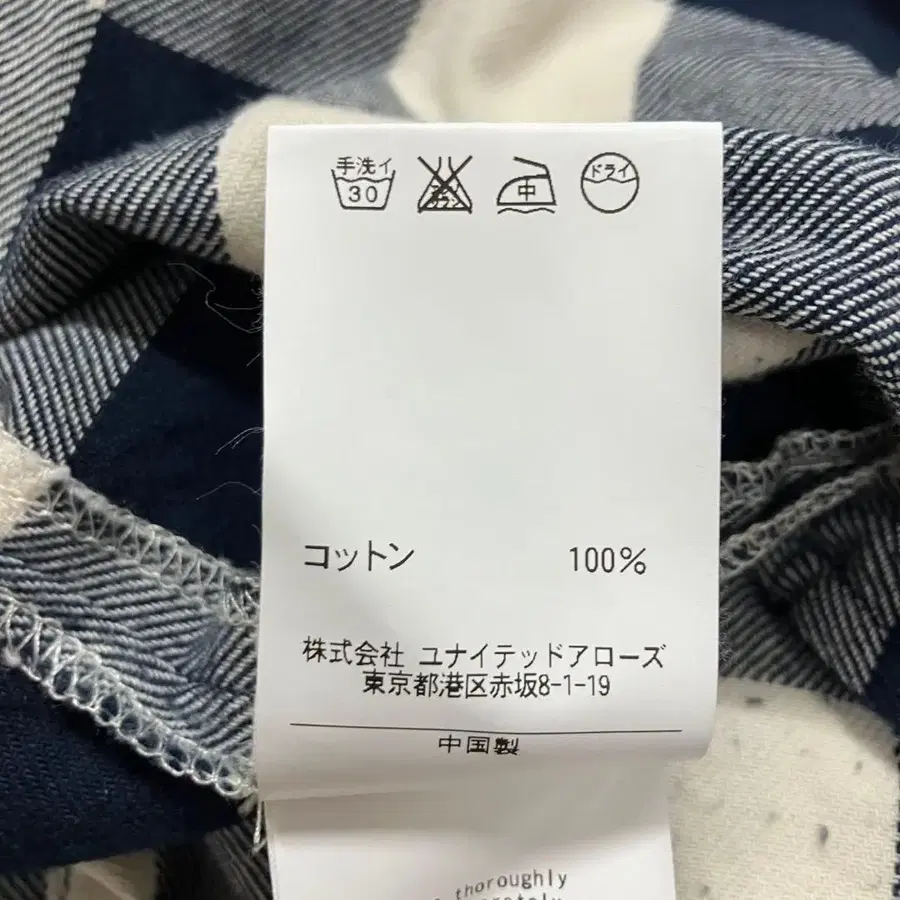 手洗イ
30
中
ドライ
コットン 100%
株式会社 ユナイテッドアローズ
東京都港区赤坂8-1-19
中国製
thoroughly